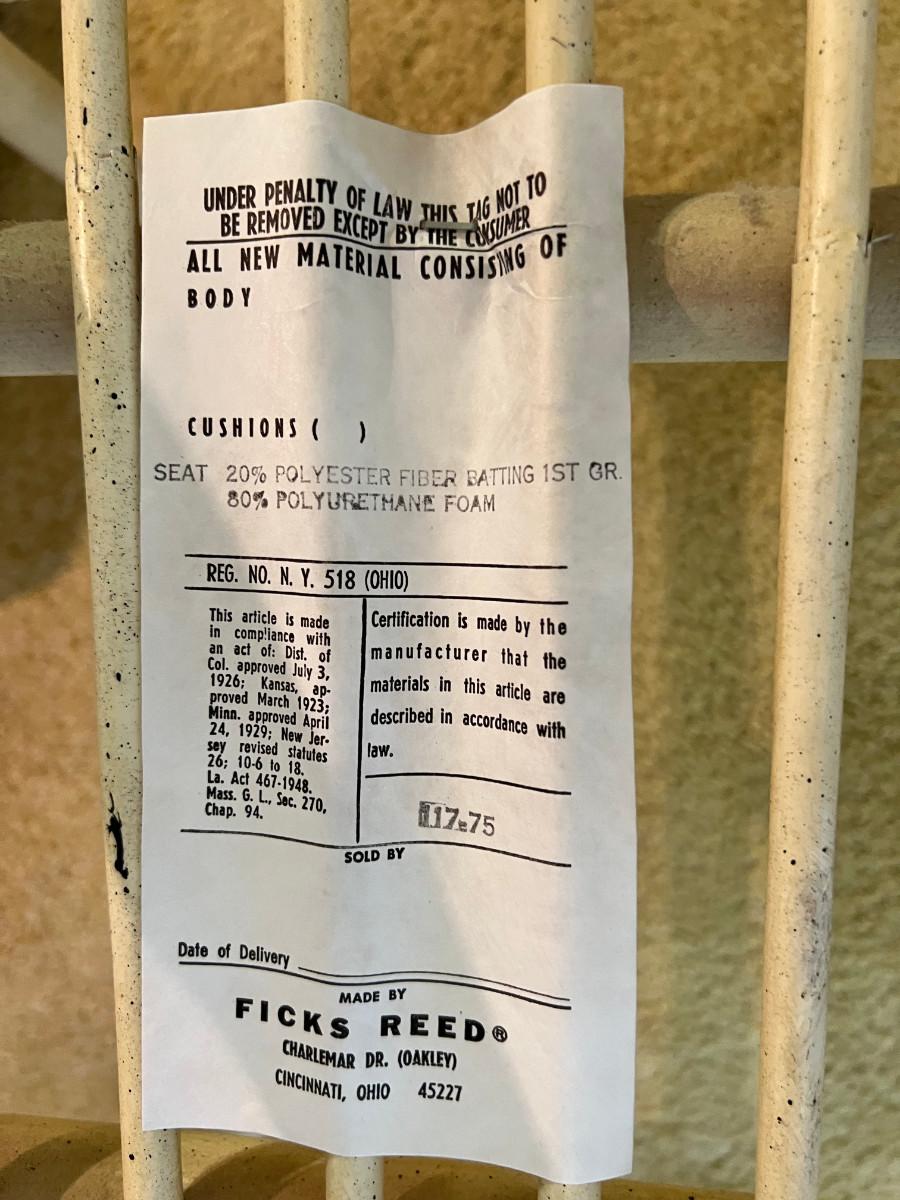 UNDER PENALTY OF LAW THIS TAG NOT TO
BE REMOVED EXCEPT BY THE CONSUMER
ALL NEW MATERIAL CONSISTING OF
BODY
CUSHIONS ( )
SEAT 20% POLYESTER FIBER BATTING 1ST GR.
80% POLYURETHANE FOAM
REG. NO. N. Y. 518 (OHIO)
This article is made
in compliance with
an act of: Dist. of
Col. approved July 3,
1926; Kansas, ap-
proved March 1923;
Minn. approved April
24, 1929; New Jer-
sey revised statutes
26; 10-6 to 18.
La. Act 467-1948.
Mass. G. L., Sec. 270,
Chap. 94.
Certification is made by the
manufacturer that the
materials in this article are
described in accordance with
law.
SOLD BY
Date of Delivery
MADE BY
FICKS REED®
CHARLEMAR DR. (OAKLEY)
CINCINNATI, OHIO 45227